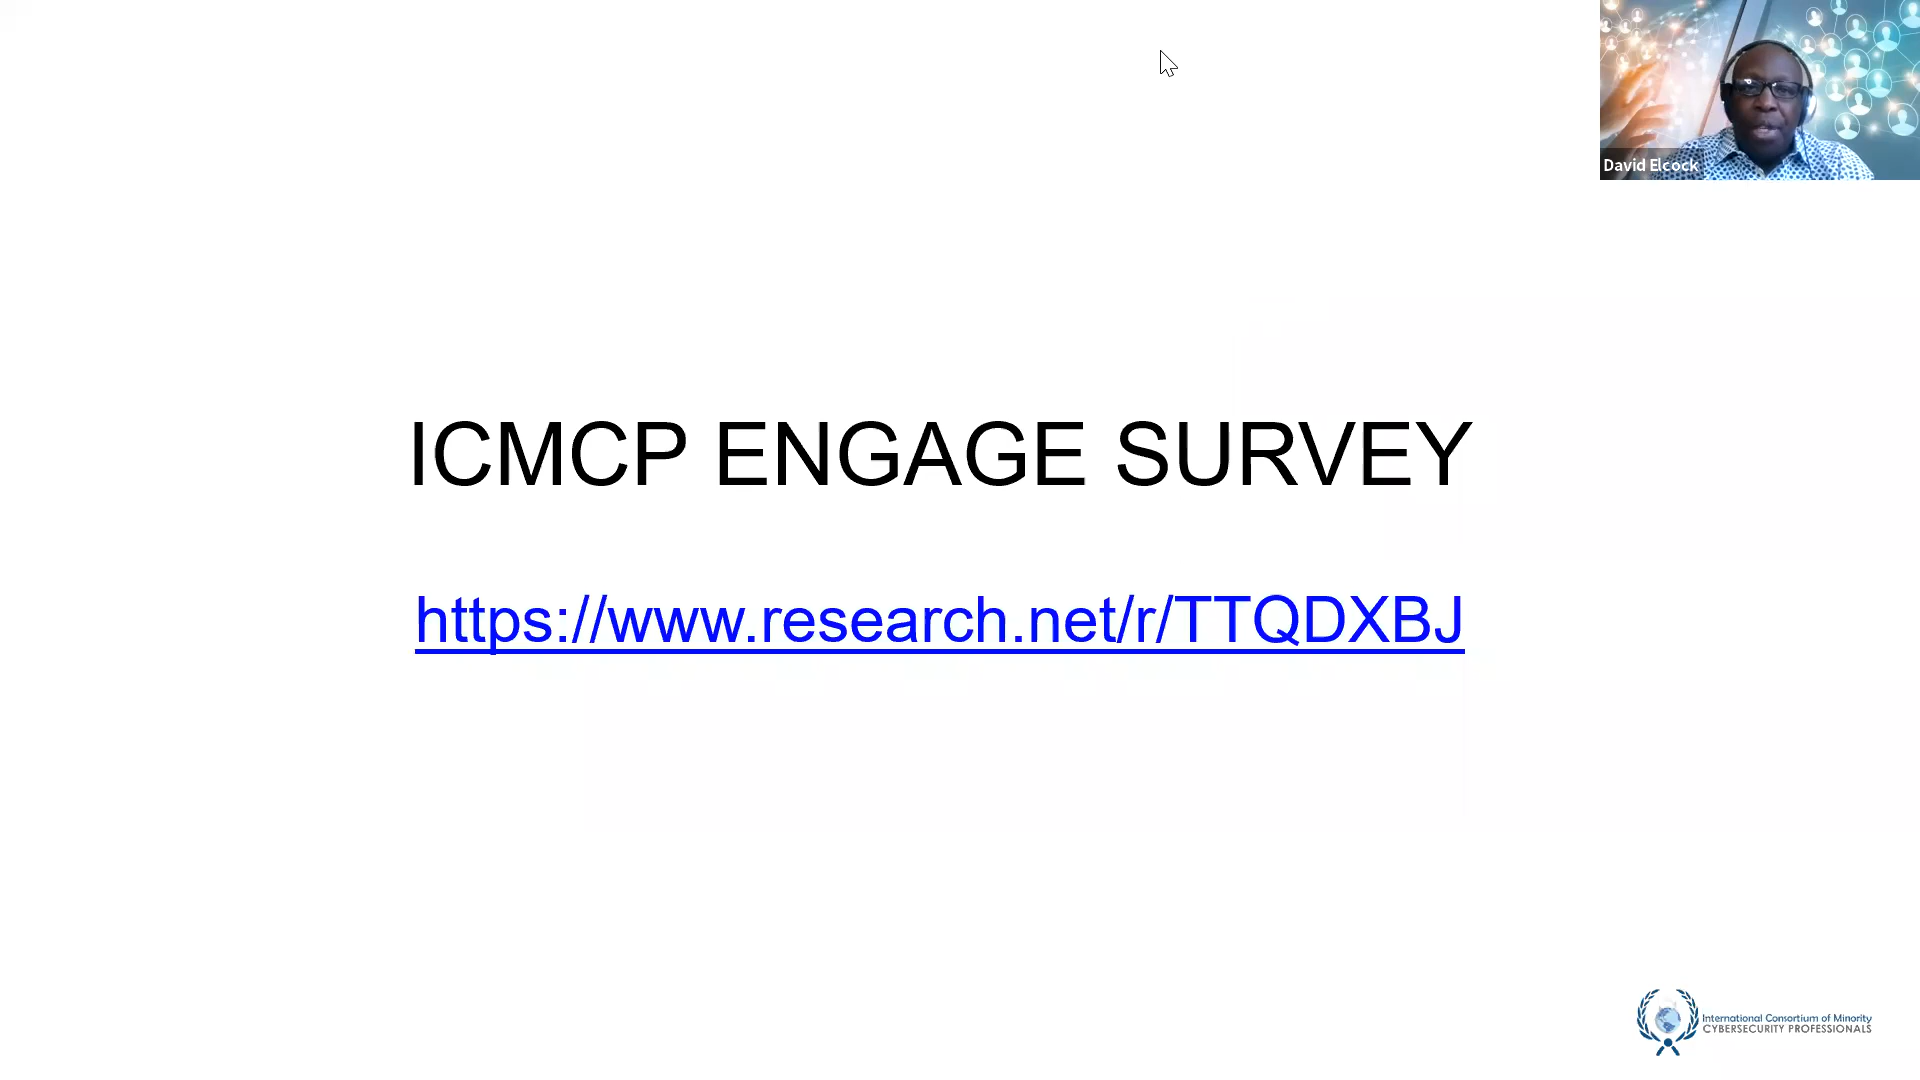 David Elcock
ICMCP ENGAGE SURVEY
https://www.research.net/r/TTQDXBJ
International Consortium of Minority
CYBERSECURITY PROFESSIONALS